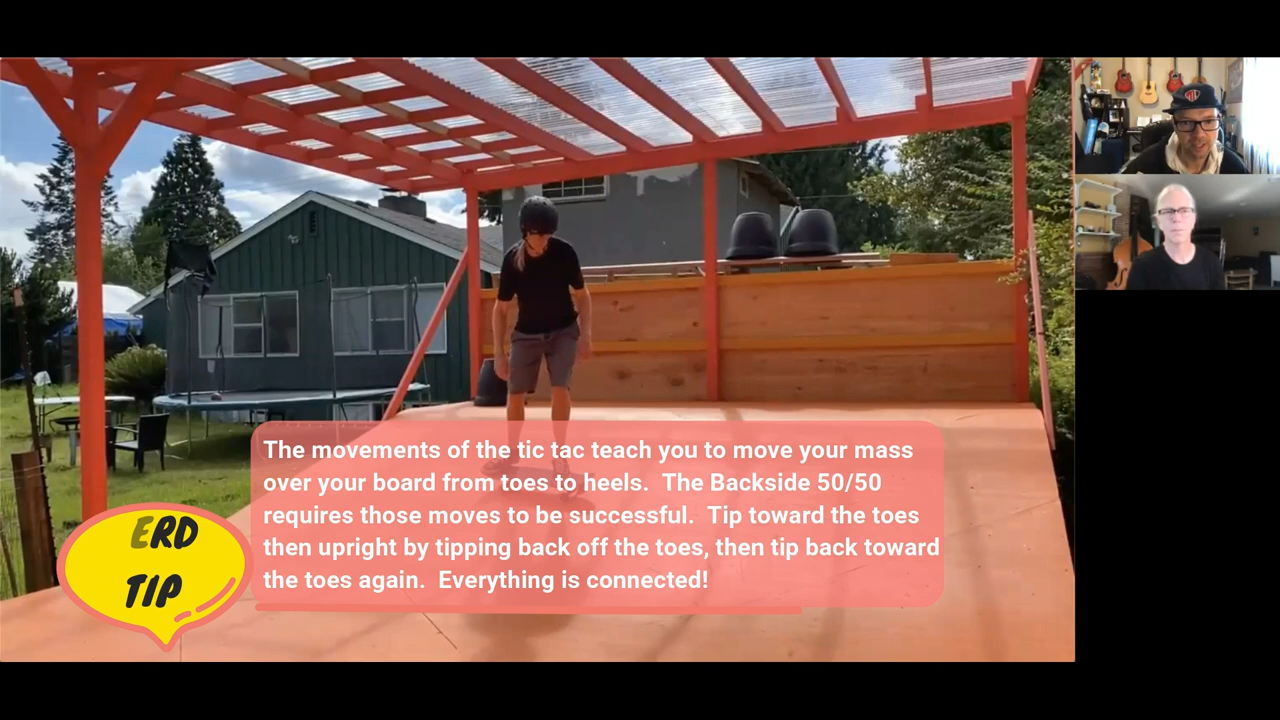 The movements of the tic tac teach you to move your mass
over your board from toes to heels.  The Backside 50/50
requires those moves to be successful.  Tip toward the toes
then upright by tipping back off the toes, then tip back toward
the toes again.  Everything is connected!
ERD
TIP